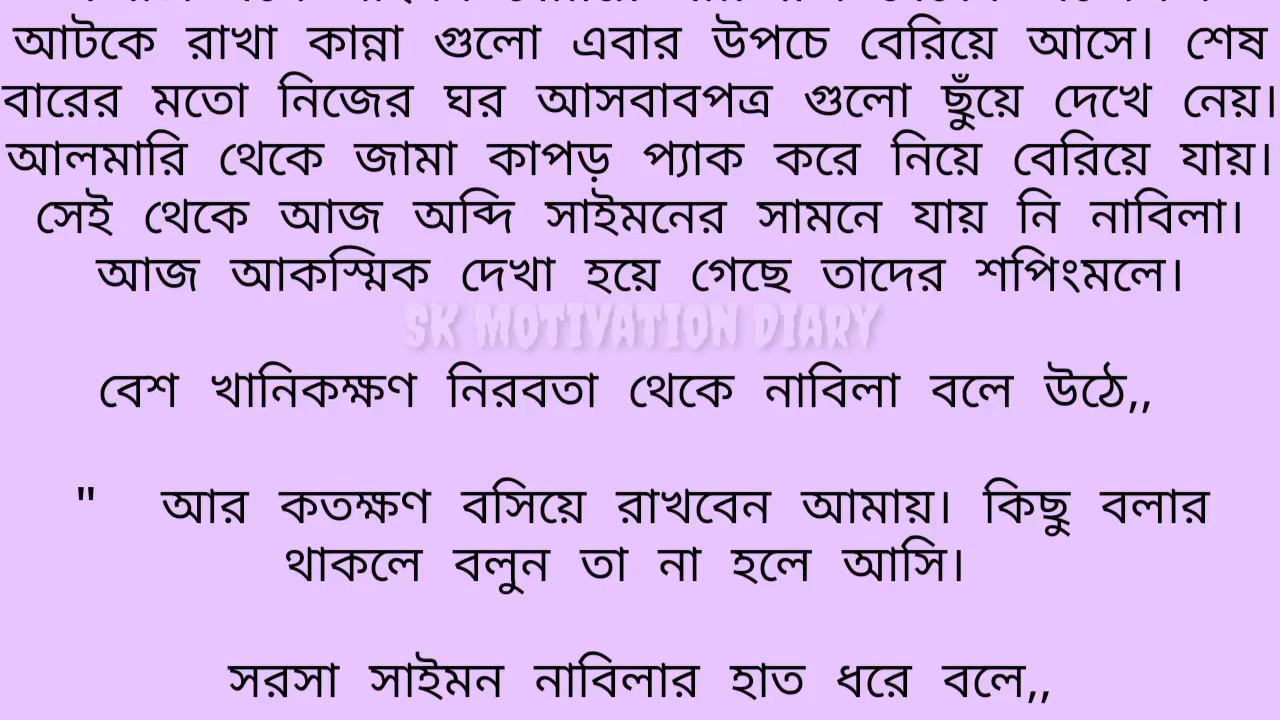 আটকে রাখা কান্না গুলো এবার উপচে বেরিয়ে আসে। শেষ
বারের মতো নিজের ঘর আসবাবপত্র গুলো ছুঁয়ে দেখে নেয়।
আলমারি থেকে জামা কাপড় প্যাক করে নিয়ে বেরিয়ে যায়।
সেই থেকে আজ অব্দি সাইমনের সামনে যায় নি নাবিলা।
আজ আকস্মিক দেখা হয়ে গেছে তাদের শপিংমলে।
SK MOTIVATION DIARY
বেশ খানিকক্ষণ নিরবতা থেকে নাবিলা বলে উঠে,,
" আর কতক্ষণ বসিয়ে রাখবেন আমায়। কিছু বলার
থাকলে বলুন তা না হলে আসি।
সরসা সাইমন নাবিলার হাত ধরে বলে,,